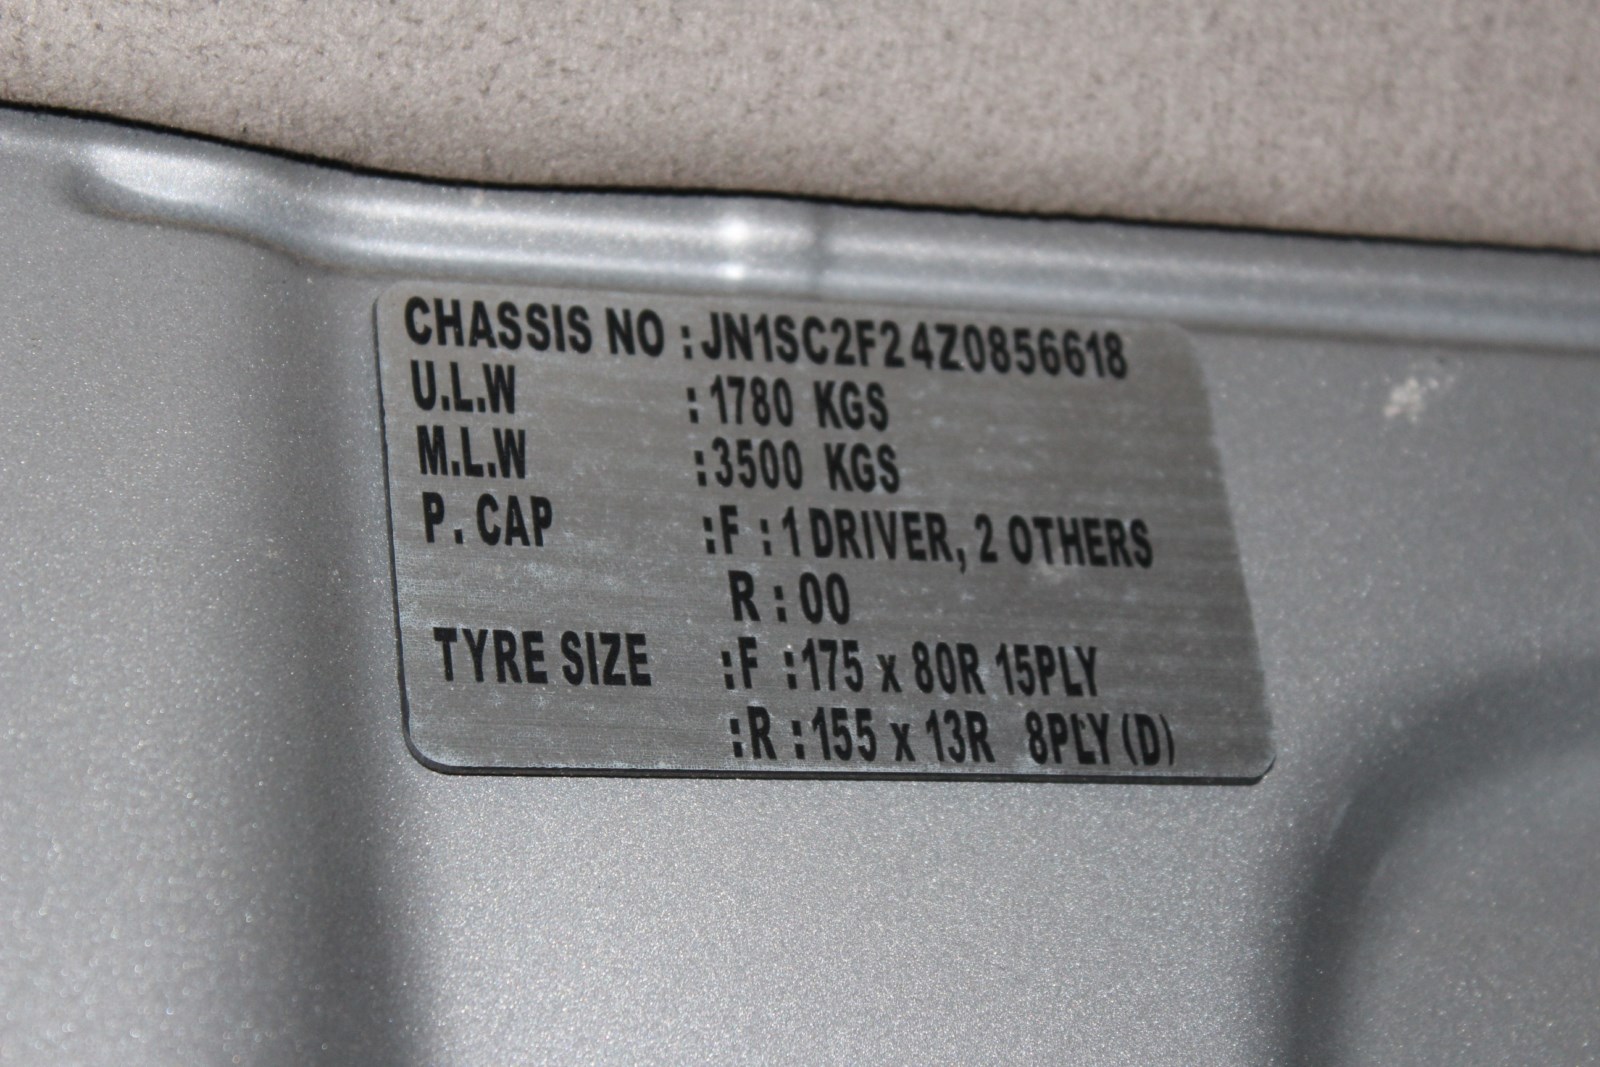 CHASSIS NO : JN1SC2F24Z0856618
U.L.W : 1780 KGS
M.L.W : 3500 KGS
P. CAP : F : 1 DRIVER, 2 OTHERS
R : 00
TYRE SIZE : F : 175 x 80R 15PLY
: R : 155 x 13R 8PLY (D)